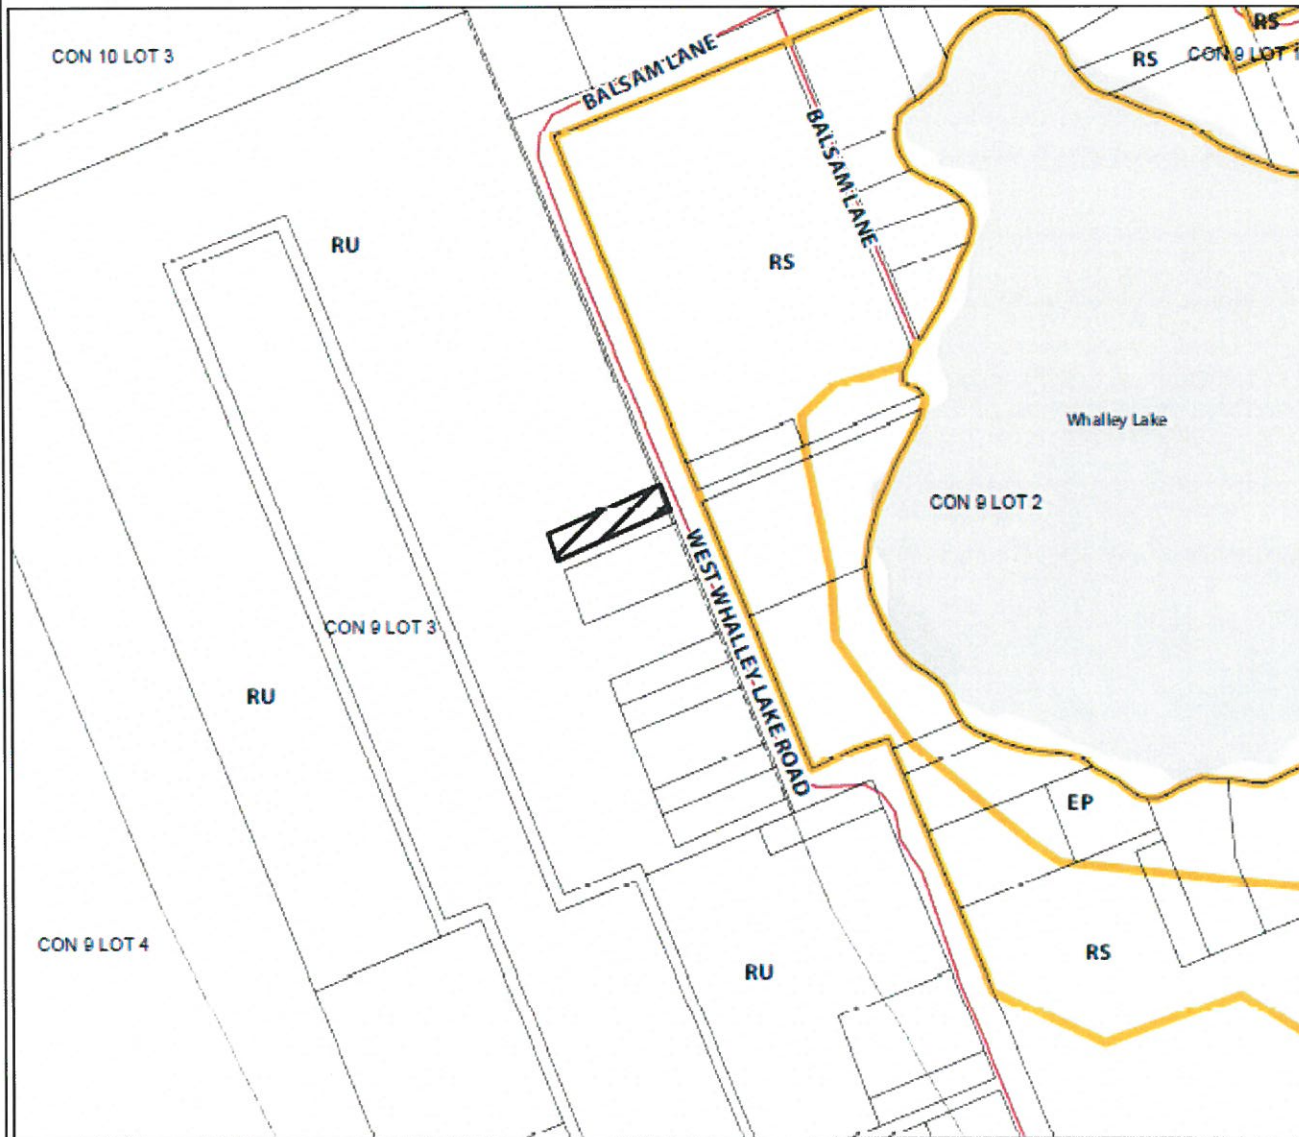 RS
CON 10 LOT 3
BALSAM LANE
RS
CON 9 LOT 1
BALSAM LANE
RU
RS
Whalley Lake
CON 9 LOT 2
WEST WHALLEY LAKE ROAD
CON 9 LOT 3
RU
EP
CON 9 LOT 4
RS
RU